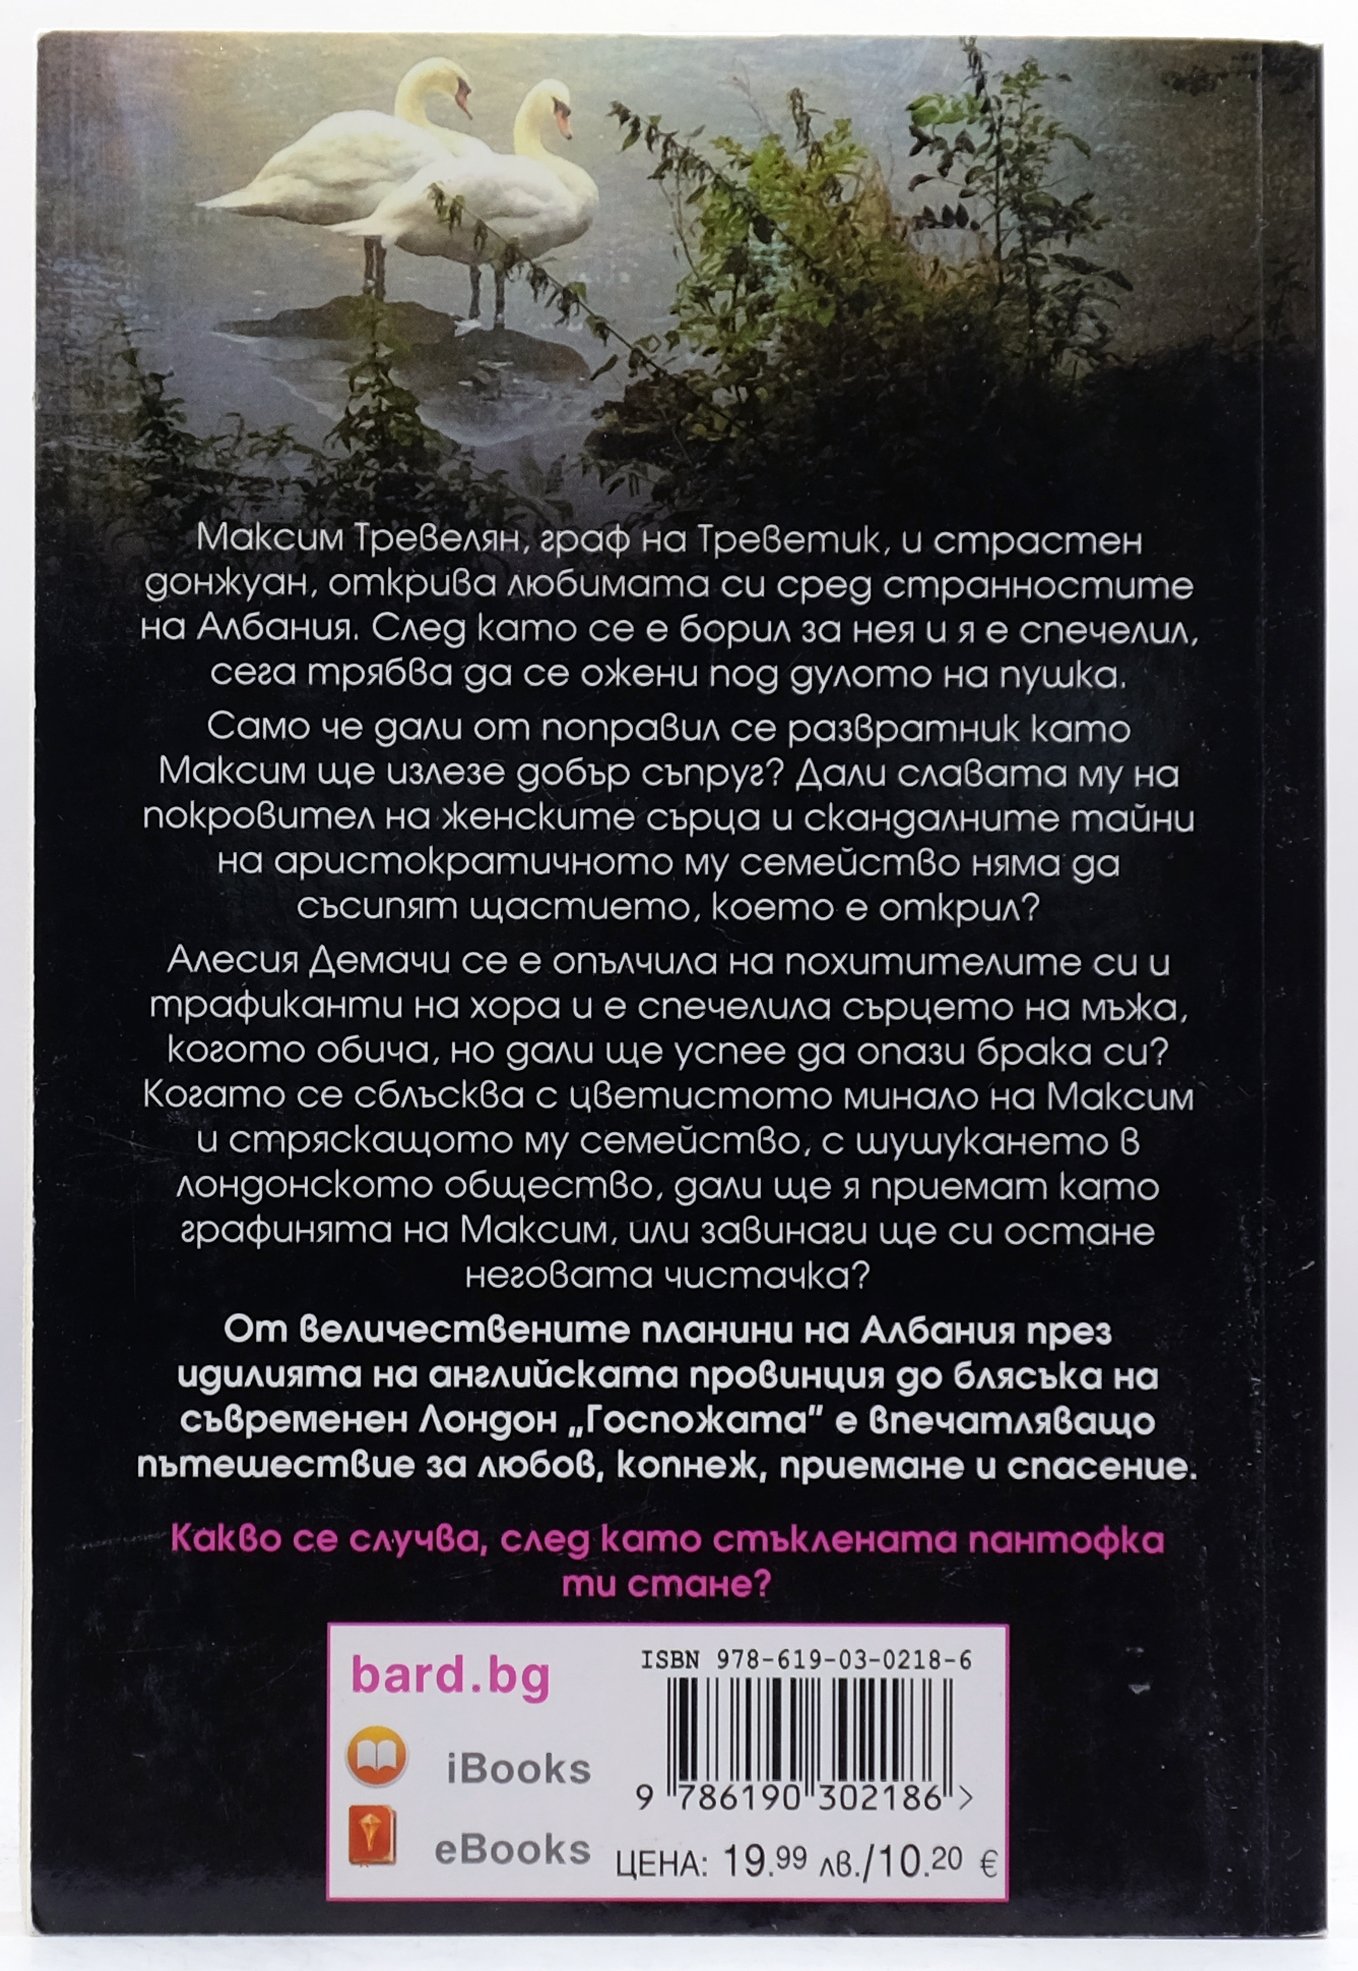 Максим Тревелян, граф на Треветик, и страстен
донжуан, открива любимата си сред странностите
на Албания. След като се е борил за нея и я е спечелил,
сега трябва да се ожени под дулото на пушка.
Само че дали от поправил се развратник като
Максим ще излезе добър съпруг? Дали славата му на
покровител на женските сърца и скандалните тайни
на аристократичното му семейство няма да
съсипят щастието, което е открил?
Алесия Демачи се е опълчила на похитителите си и
трафиканти на хора и е спечелила сърцето на мъжа,
когото обича, но дали ще успее да опази брака си?
Когато се сблъсква с цветистото минало на Максим
и стряскащото му семейство, с шушукането в
лондонското общество, дали ще я приемат като
графинята на Максим, или завинаги ще си остане
неговата чистачка?
От величествените планини на Албания през
идилията на английската провинция до блясъка на
съвременен Лондон „Госпожата” е впечатляващо
пътешествие за любов, копнеж, приемане и спасение.
Какво се случва, след като стъклената пантофка
ти стане?
bard.bg
iBooks
eBooks
ISBN 978-619-03-0218-6
9 786190 302186 >
ЦЕНА: 19.99 лв./10.20 €